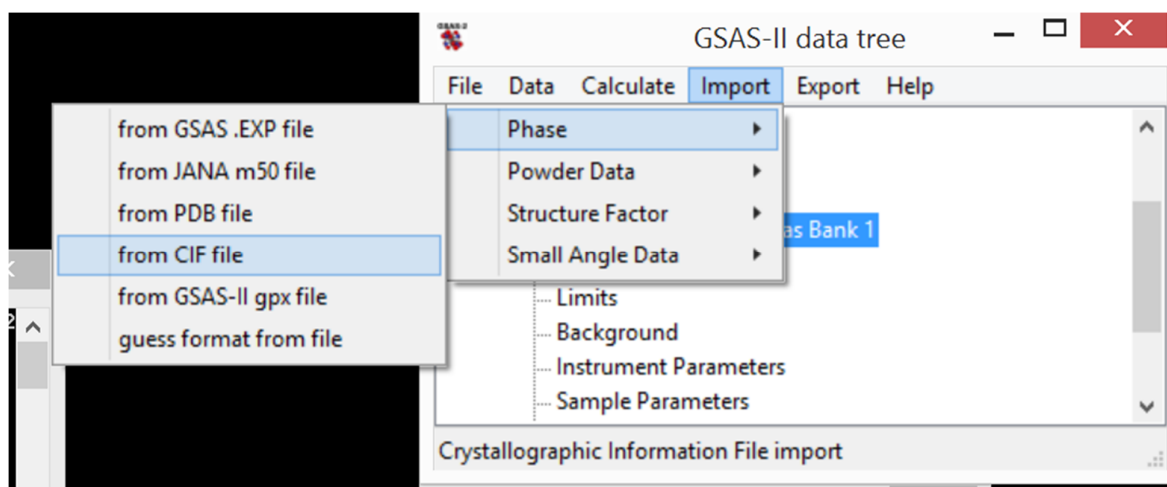 GSAS-II data tree
File Data Calculate Import Export Help
from GSAS .EXP file
from JANA m50 file
from PDB file
from CIF file
from GSAS-II gpx file
guess format from file
Phase
Powder Data
Structure Factor
Small Angle Data
as Bank 1
Limits
Background
Instrument Parameters
Sample Parameters
Crystallographic Information File import